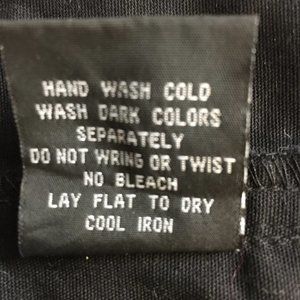 HAND WASH COLD
WASH DARK COLORS
SEPARATELY
DO NOT WRING OR TWIST
NO BLEACH
LAY FLAT TO DRY
COOL IRON